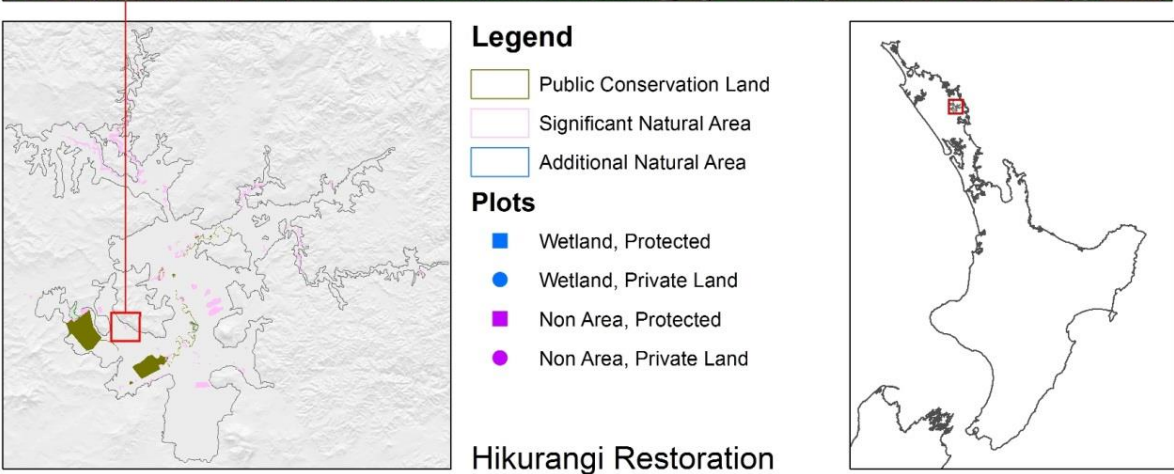 Legend
Public Conservation Land
Significant Natural Area
Additional Natural Area
Plots
Wetland, Protected
Wetland, Private Land
Non Area, Protected
Non Area, Private Land
Hikurangi Restoration